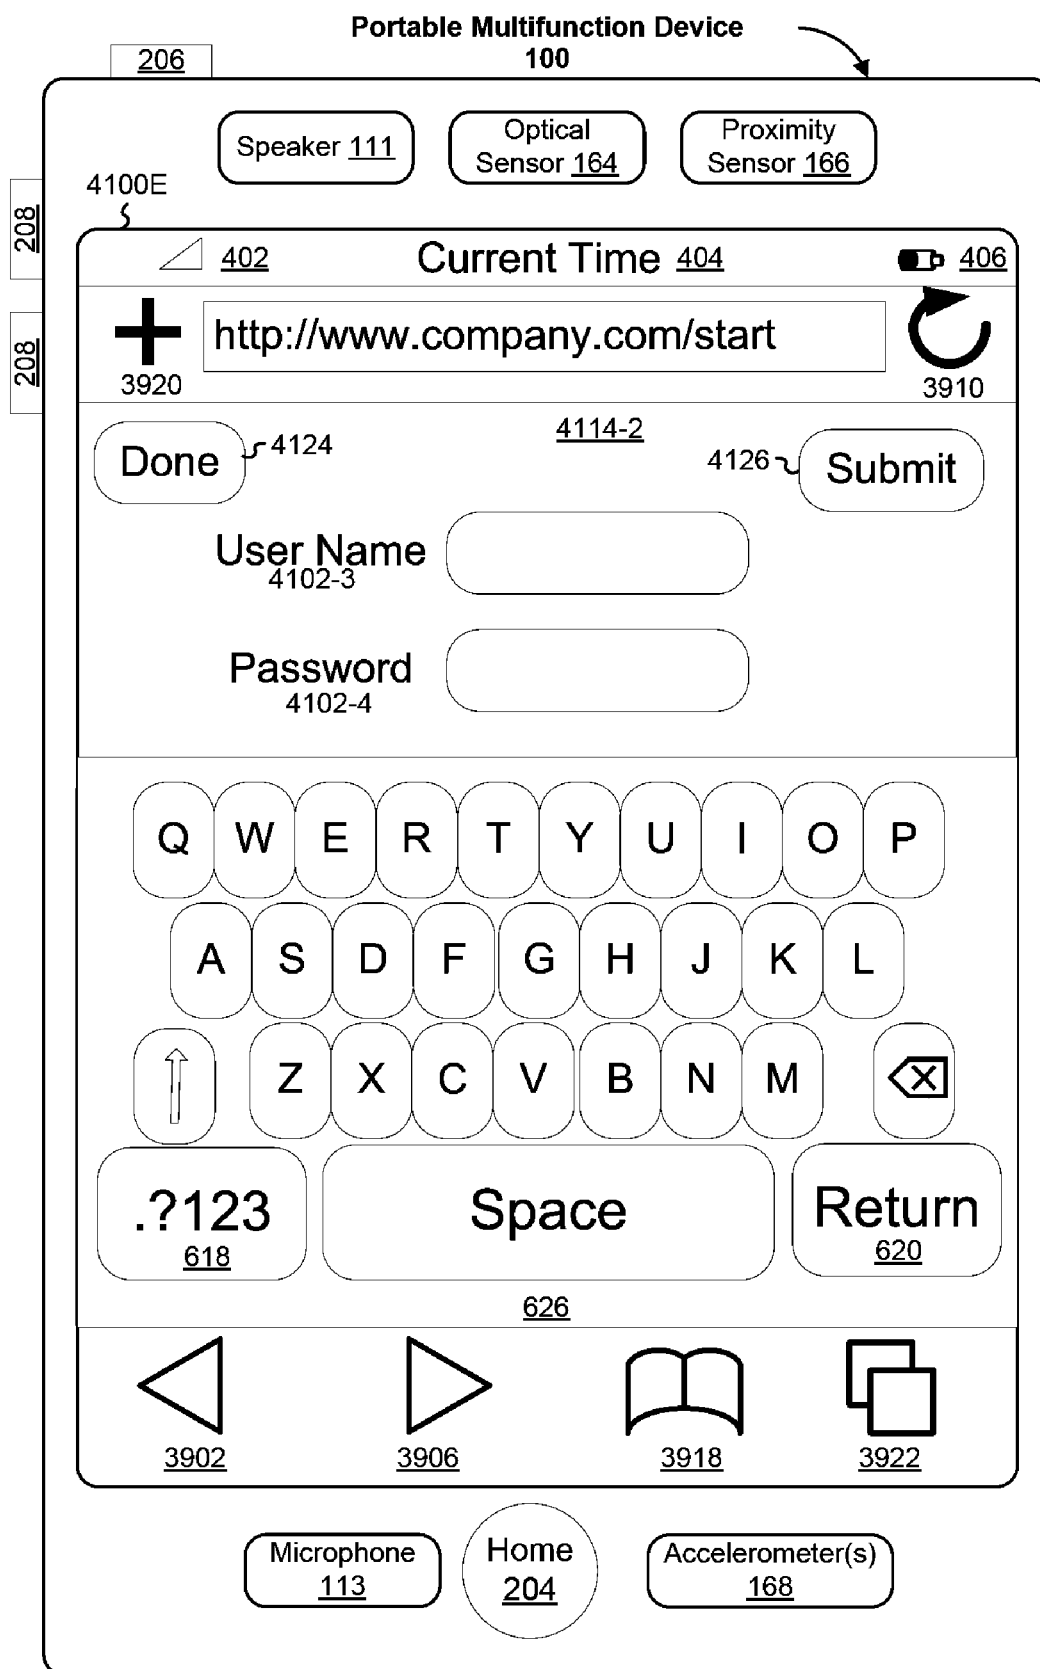 Portable Multifunction Device
100
206
Speaker 111
Optical
Sensor 164
Proximity
Sensor 166
208
208
4100E
402
Current Time 404
406
3920
http://www.company.com/start
3910
Done
4124
4114-2
4126
Submit
User Name
4102-3
Password
4102-4
Q W E R T Y U I O P
A S D F G H J K L
Z X C V B N M
.?123
618
Space
Return
620
626
3902
3906
3918
3922
Microphone
113
Home
204
Accelerometer(s)
168